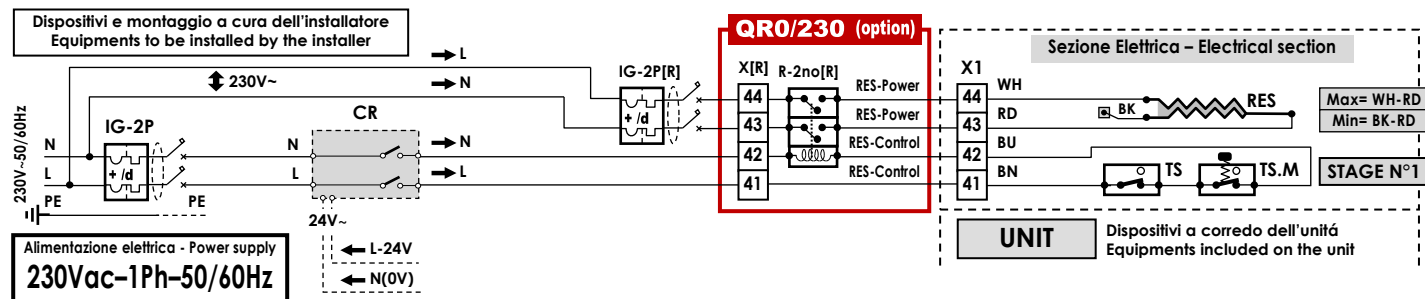 Dispositivi e montaggio a cura dell'installatore
Equipments to be installed by the installer
QR0/230 (option)
Sezione Elettrica – Electrical section
L
230V~
N
IG-2P[R]
+ /d
X[R]
R-2no[R]
RES-Power
RES-Power
RES-Control
RES-Control
44
43
42
41
X1
44
43
42
41
WH
RD
BU
BN
BK
RES
Max= WH-RD
Min= BK-RD
TS
TS.M
STAGE N°1
IG-2P
+ /d
CR
N
L
N
L
230V~50/60Hz
N
L
PE
PE
24V~
L-24V
N(0V)
Alimentazione elettrica - Power supply
230Vac–1Ph–50/60Hz
UNIT
Dispositivi a corredo dell'unitá
Equipments included on the unit